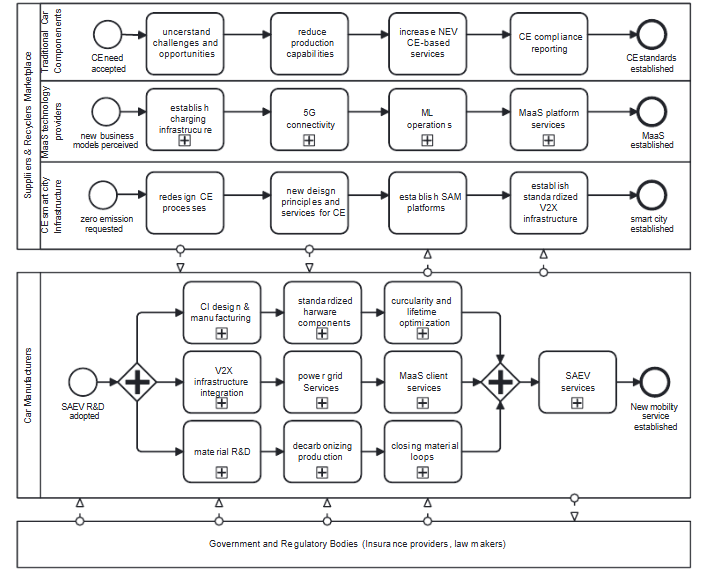 Suppliers & Recyclers Marketplace
Traditional Car
Componenets
CE need
accepted
uncerstand
challenges and
opportunities
reduce
production
capabilities
increase NEV
CE-based
services
CE compliance
reporting
CE standards
established
MaaS technology
providers
new business
models perceived
establish
charging
infrastrucure
5G
connectivity
ML
operations
MaaS platform
services
MaaS
established
CE smart city
Infrastructure
zero emission
requested
redesign CE
processes
new deisgn
principles and
services for CE
establish SAM
platforms
establish
standardized
V2X
infrastructure
smart city
established
Car Manufacturers
SAEV R&D
adopted
CI design &
manufacturing
standardized
harware
components
curcularity and
lifetime
optimization
V2X
infrastructure
integration
power grid
Services
MaaS client
services
material R&D
decarbonizing
production
closing material
loops
SAEV
services
New mobility
service
established
Government and Regulatory Bodies (Insurance providers, law makers)